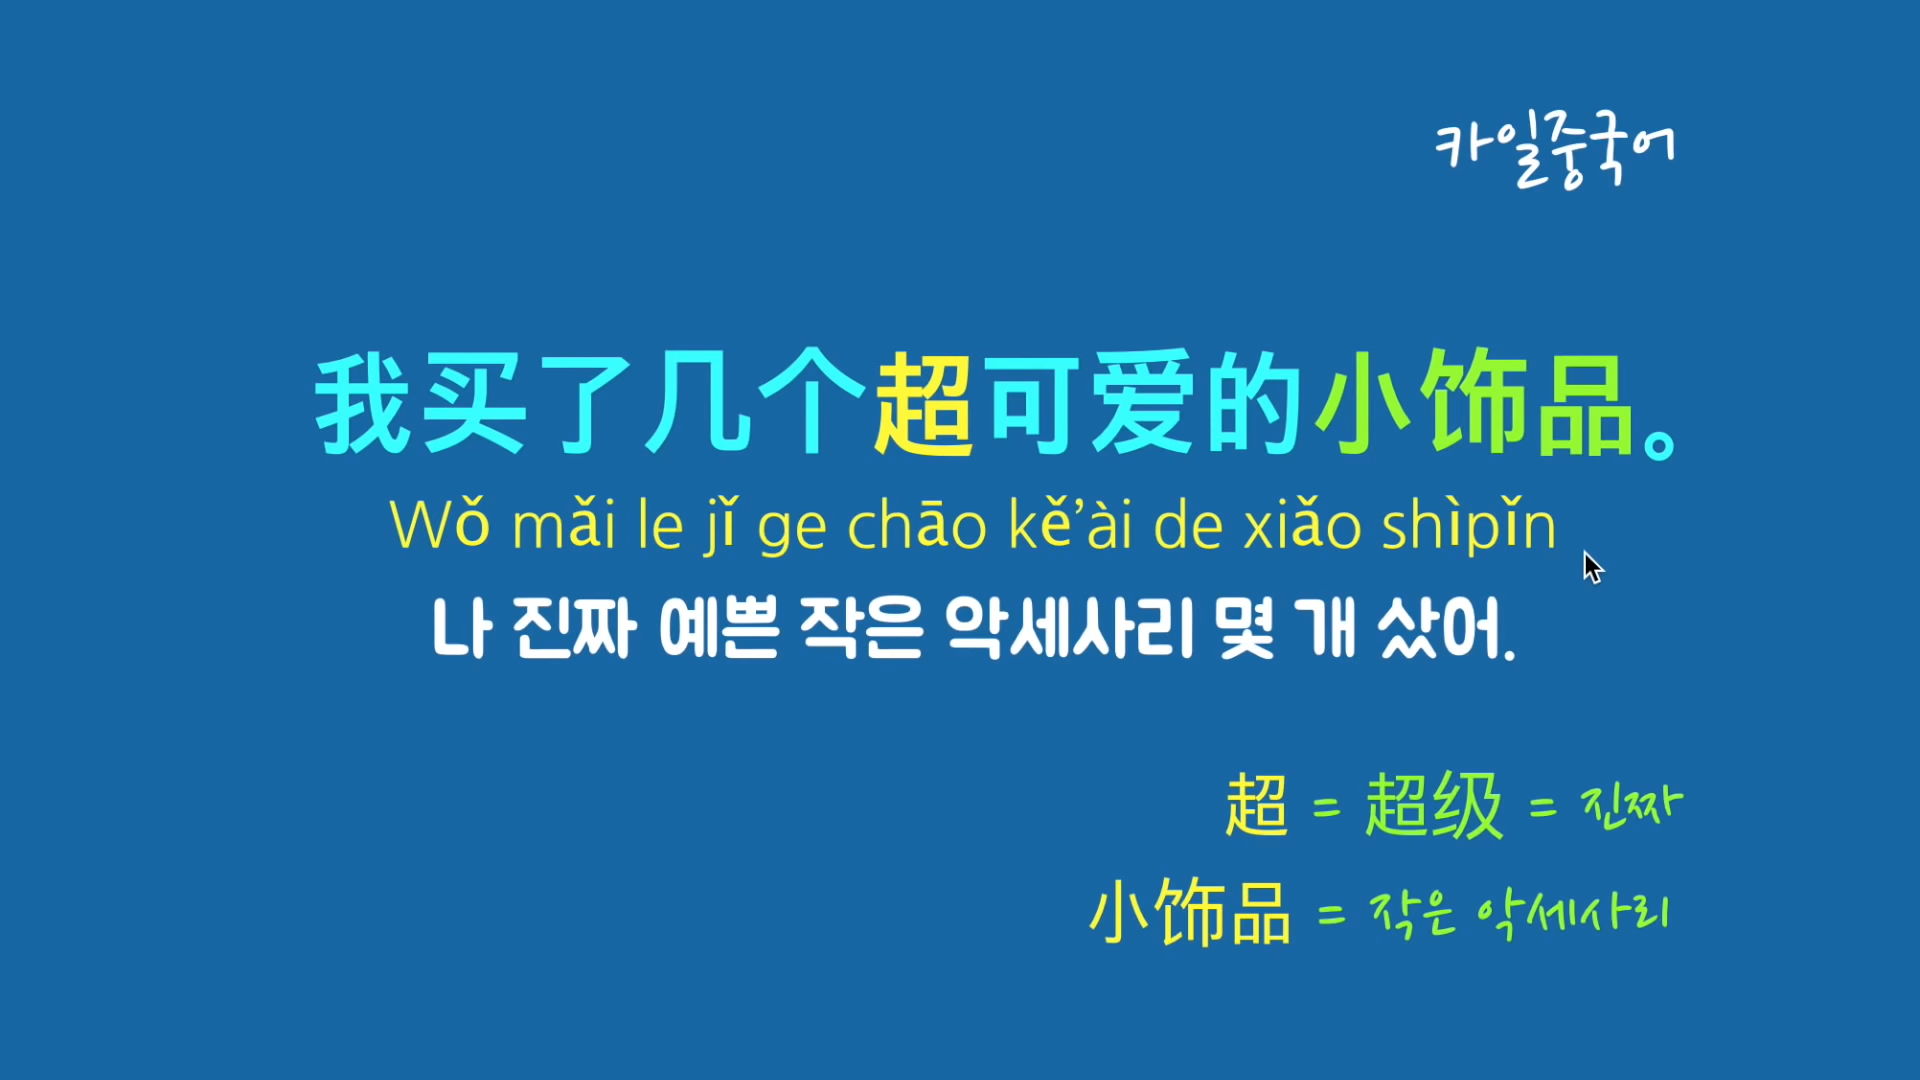 카일중국어
我买了几个超可爱的小饰品。
Wǒ mǎi le jǐ ge chāo kě’ài de xiǎo shìpǐn
나 진짜 예쁜 작은 악세사리 몇 개 샀어.
超 = 超级 = 진짜
小饰品 = 작은 악세사리